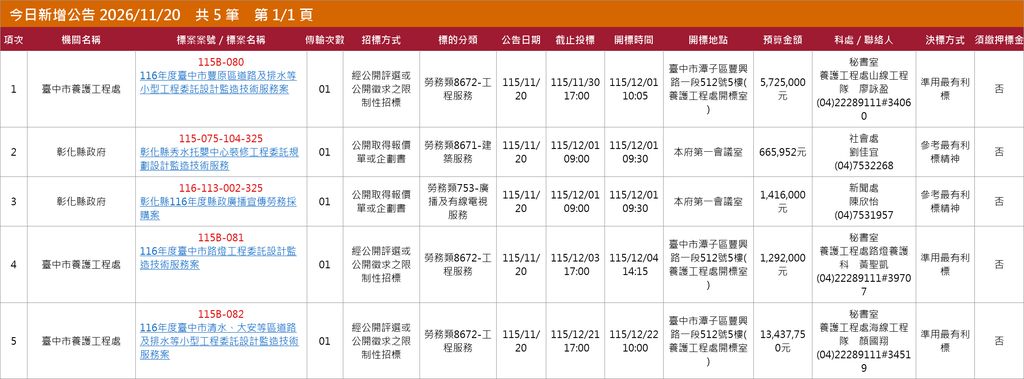 今日新增公告 2026/11/20　共 5 筆　第 1/1 頁
項次 機關名稱 標案案號 / 標案名稱 傳輸次數 招標方式 標的分類 公告日期 截止投標 開標時間 開標地點 預算金額 科處 / 聯絡人 決標方式 須繳押標金
1
臺中市養護工程處
115B-080
116年度臺中市豐原區道路及排水等
小型工程委託設計監造技術服務案
01
經公開評選或
公開徵求之限
制性招標
勞務類8672-工
程服務
115/11/
20
115/11/30
17:00
115/12/01
10:05
臺中市潭子區豐興
路一段512號5樓(
養護工程處開標室
)
5,725,000
元
秘書室
養護工程處山線工程
隊　廖詠盈
(04)22289111#3406
0
準用最有利
標
否
2
彰化縣政府
115-075-104-325
彰化縣秀水托嬰中心裝修工程委託規
劃設計監造技術服務
01
公開取得報價
單或企劃書
勞務類8671-建
築服務
115/11/
20
115/12/01
09:00
115/12/01
09:30
本府第一會議室
665,952元
社會處
劉佳宜
(04)7532268
參考最有利
標精神
否
3
彰化縣政府
116-113-002-325
彰化縣116年度縣政廣播宣傳勞務採
購案
01
公開取得報價
單或企劃書
勞務類753-廣
播及有線電視
服務
115/11/
20
115/12/01
09:00
115/12/01
09:30
本府第一會議室
1,416,000
元
新聞處
陳欣怡
(04)7531957
參考最有利
標精神
否
4
臺中市養護工程處
115B-081
116年度臺中市路燈工程委託設計監
造技術服務案
01
經公開評選或
公開徵求之限
制性招標
勞務類8672-工
程服務
115/11/
20
115/12/03
17:00
115/12/04
14:15
臺中市潭子區豐興
路一段512號5樓(
養護工程處開標室
)
1,292,000
元
秘書室
養護工程處路燈養護
科　黃聖凱
(04)22289111#3970
7
準用最有利
標
否
5
臺中市養護工程處
115B-082
116年度臺中市清水、大安等區道路
及排水等小型工程委託設計監造技術
服務案
01
經公開評選或
公開徵求之限
制性招標
勞務類8672-工
程服務
115/11/
20
115/12/21
17:00
115/12/22
10:00
臺中市潭子區豐興
路一段512號5樓(
養護工程處開標室
)
13,437,75
0元
秘書室
養護工程處海線工程
隊　顏國翔
(04)22289111#3451
9
準用最有利
標
否